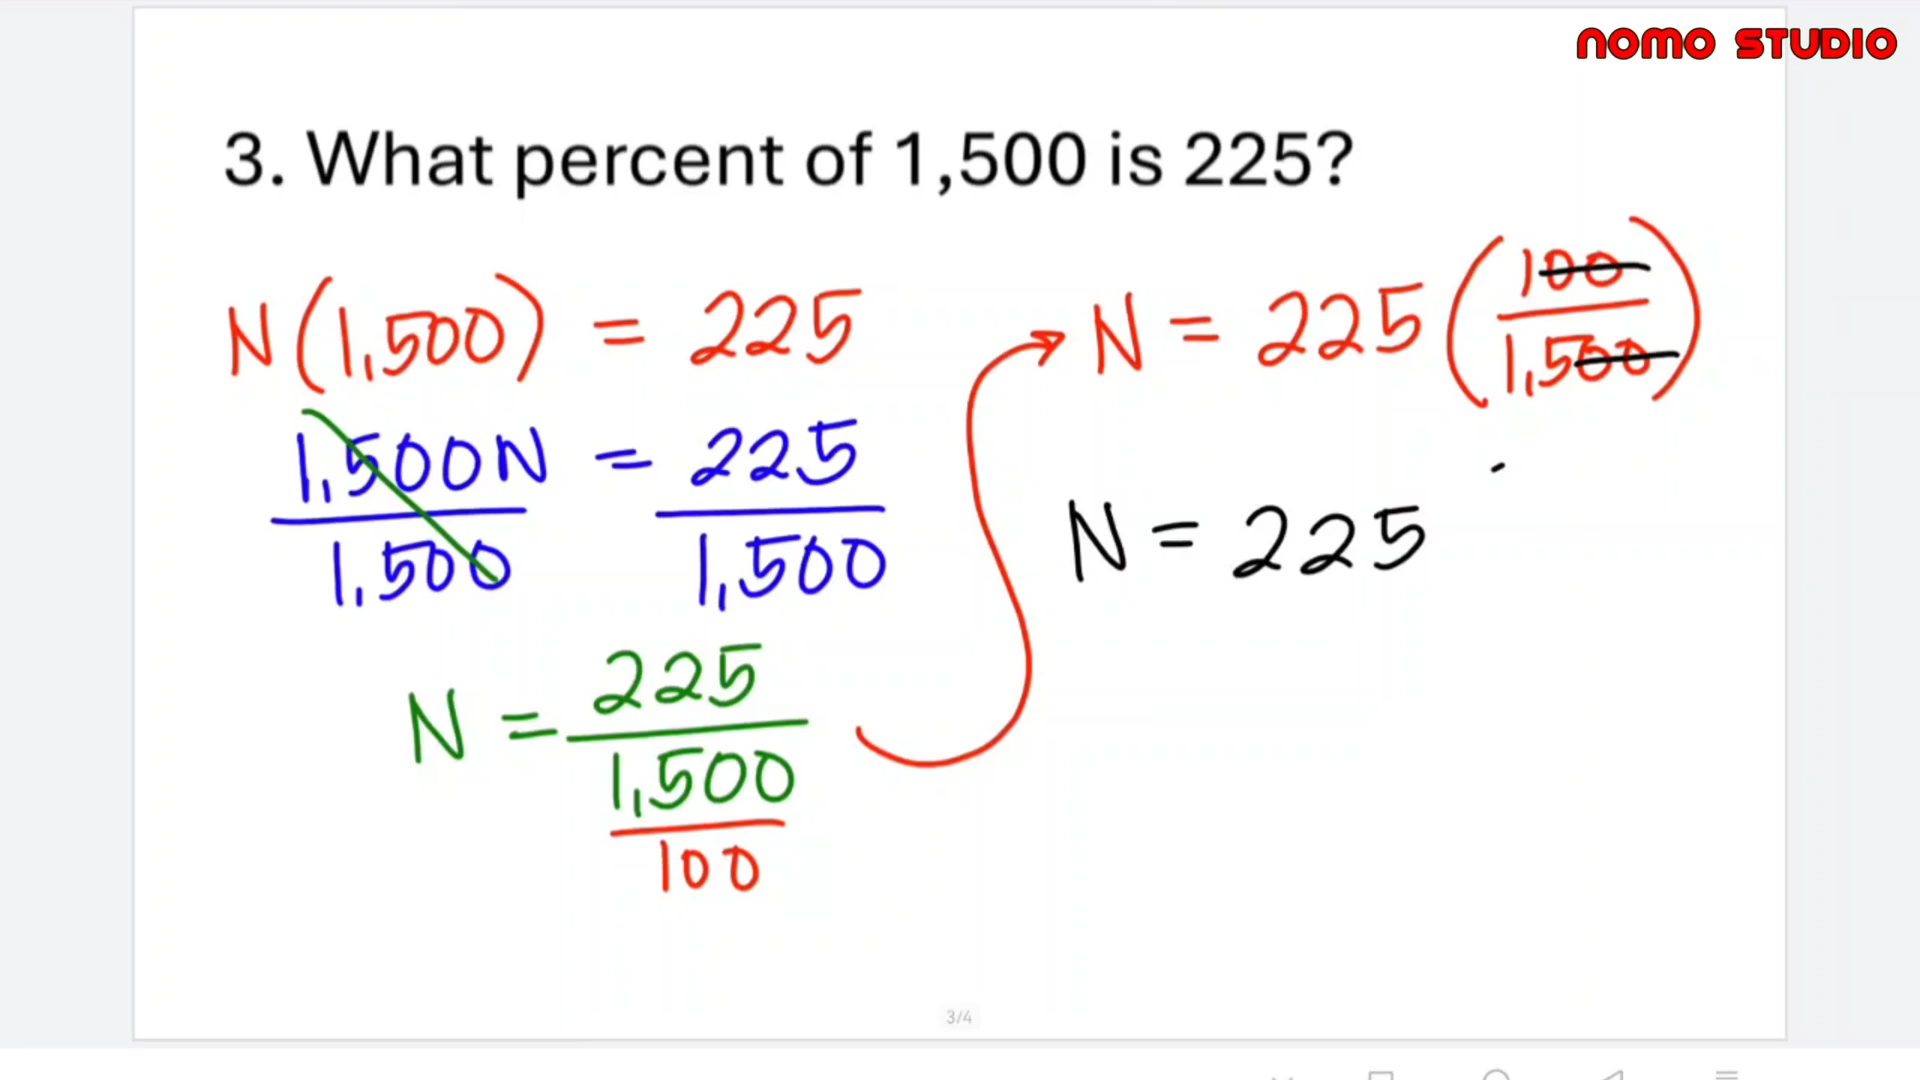 NOMO STUDIO
3. What percent of 1,500 is 225?
N(1,500) = 225
1,500N = 225
1,500 1,500
N = 225
1,500
100
N = 225 (100
1,500)
N = 225
3/4